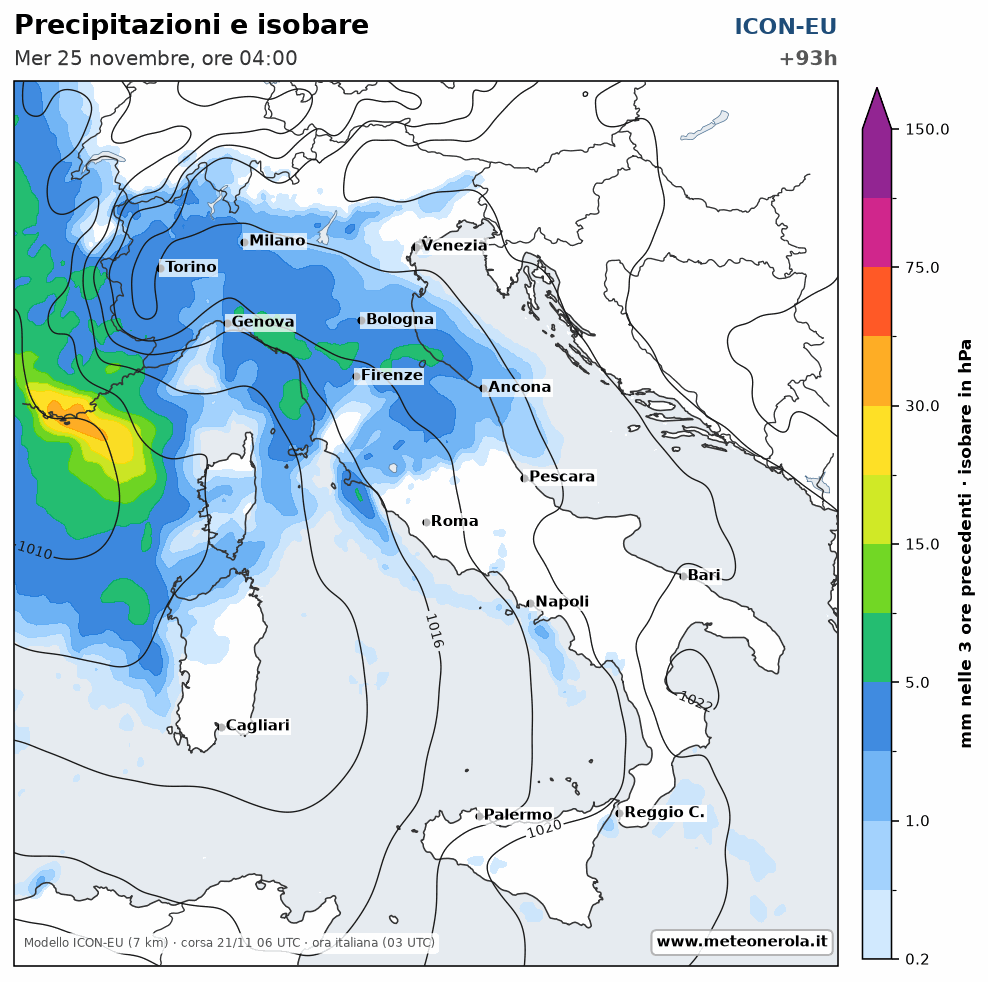 Precipitazioni e isobare
ICON-EU
Mer 25 novembre, ore 04:00
+93h
150.0
75.0
30.0
15.0
5.0
1.0
0.2
mm nelle 3 ore precedenti · isobare in hPa
Milano
Venezia
Torino
Genova
Bologna
Firenze
Ancona
Pescara
Roma
1010
Bari
Napoli
1016
1022
Cagliari
Palermo
Reggio C.
1020
Modello ICON-EU (7 km) · corsa 21/11 06 UTC · ora italiana (03 UTC)
www.meteonerola.it